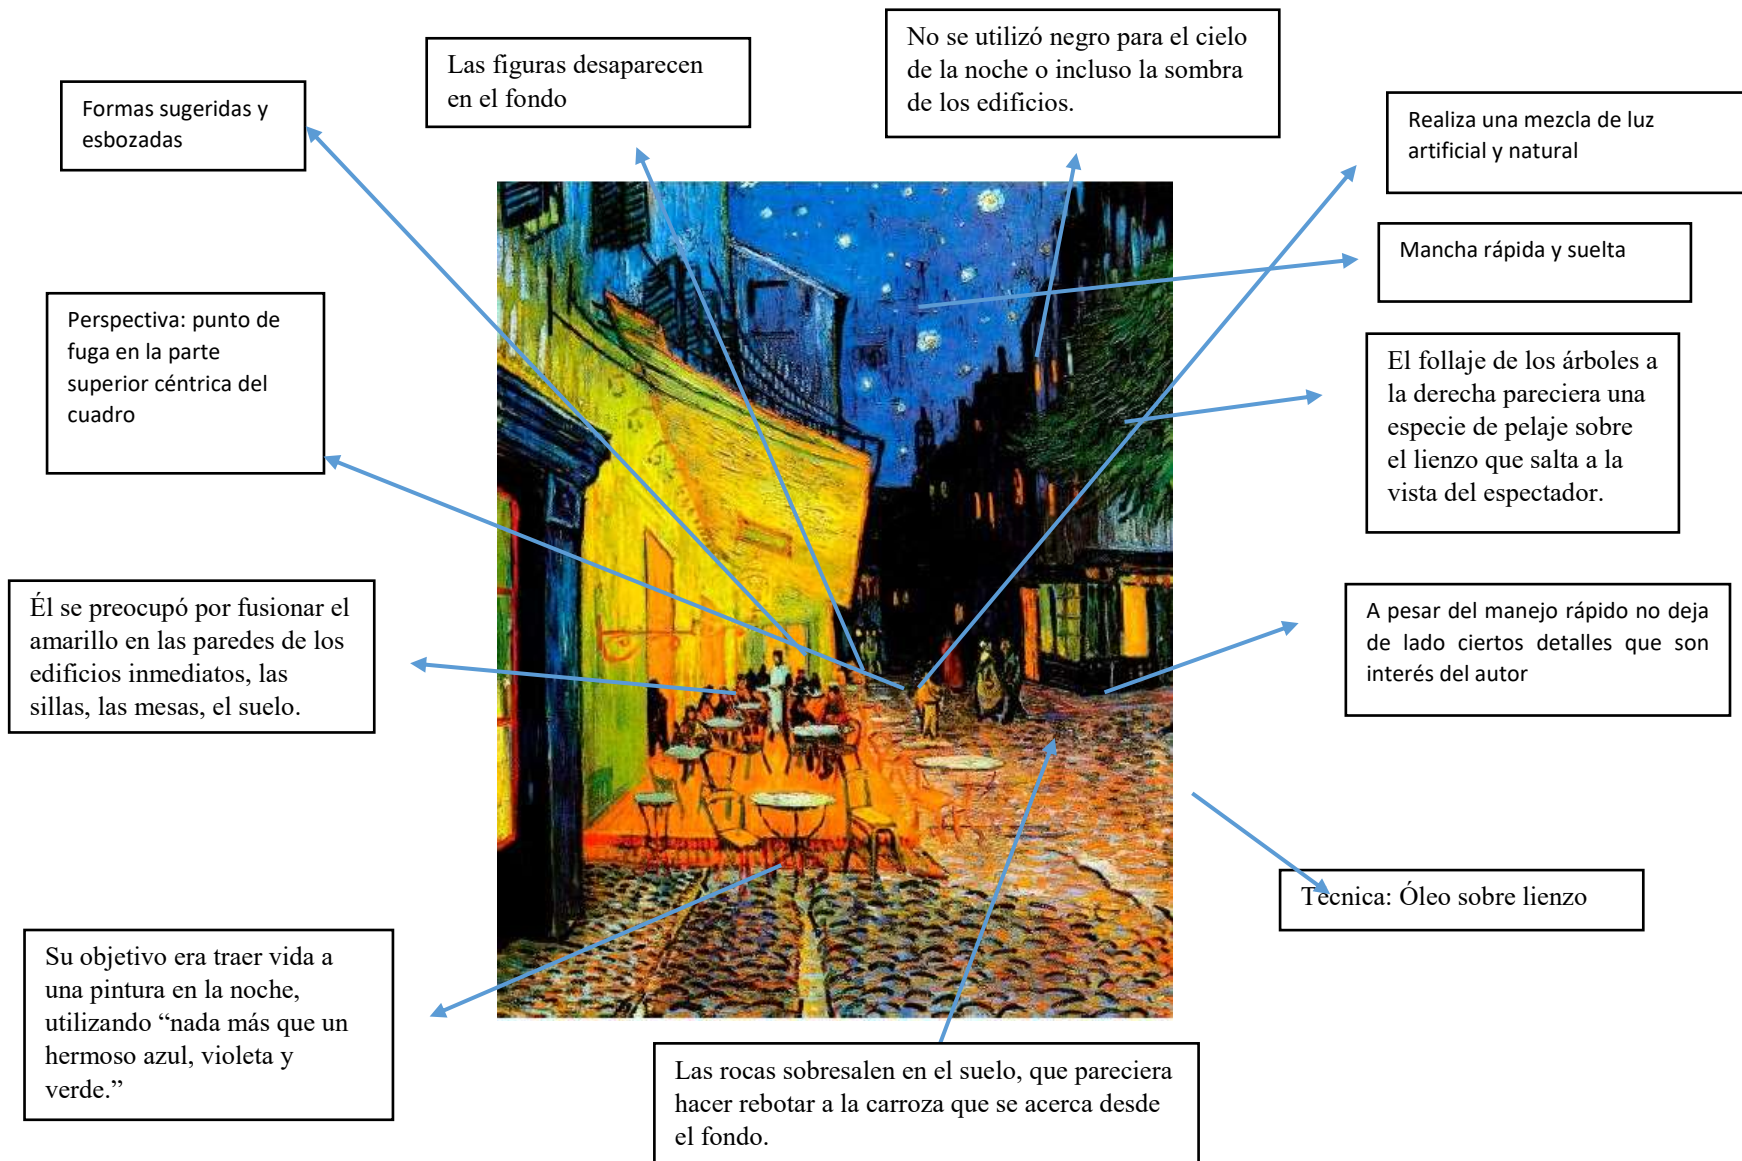 Formas sugeridas y
esbozadas
Las figuras desaparecen
en el fondo
No se utilizó negro para el cielo
de la noche o incluso la sombra
de los edificios.
Realiza una mezcla de luz
artificial y natural
Mancha rápida y suelta
Perspectiva: punto de
fuga en la parte
superior céntrica del
cuadro
El follaje de los árboles a
la derecha pareciera una
especie de pelaje sobre
el lienzo que salta a la
vista del espectador.
Él se preocupó por fusionar el
amarillo en las paredes de los
edificios inmediatos, las
sillas, las mesas, el suelo.
A pesar del manejo rápido no deja
de lado ciertos detalles que son
interés del autor
Técnica: Óleo sobre lienzo
Su objetivo era traer vida a
una pintura en la noche,
utilizando “nada más que un
hermoso azul, violeta y
verde.”
Las rocas sobresalen en el suelo, que pareciera
hacer rebotar a la carroza que se acerca desde
el fondo.